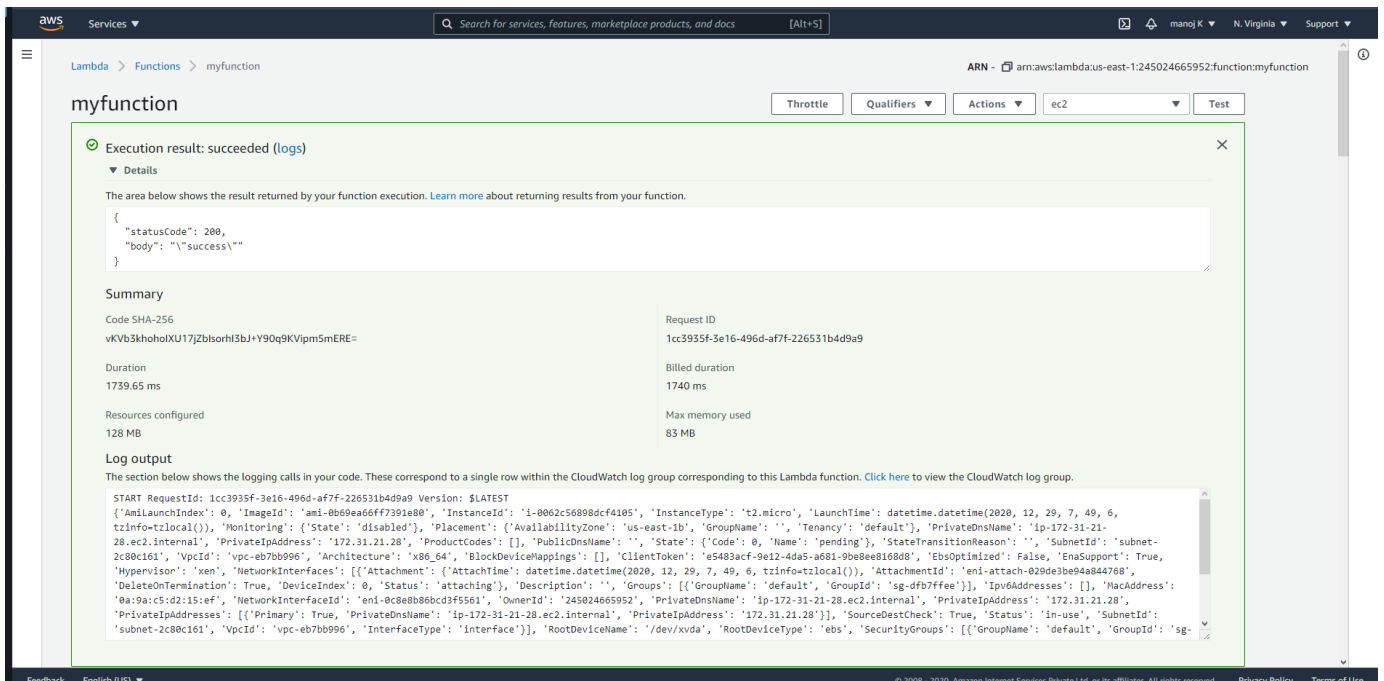 aws Services ▼ Search for services, features, marketplace products, and docs [Alt+S] manoj K ▼ N. Virginia ▼ Support ▼
Lambda > Functions > myfunction ARN - arn:aws:lambda:us-east-1:245024665952:function:myfunction
myfunction Throttle Qualifiers ▼ Actions ▼ ec2 ▼ Test
Execution result: succeeded (logs)
▼ Details
The area below shows the result returned by your function execution. Learn more about returning results from your function.
{
"statusCode": 200,
"body": "\"success\""
}
Summary
Code SHA-256 Request ID
vKVb3khohoIXU17jZbIsorhI3bJ+Y90q9KVipm5mERE= 1cc3935f-3e16-496d-af7f-226531b4d9a9
Duration Billed duration
1739.65 ms 1740 ms
Resources configured Max memory used
128 MB 83 MB
Log output
The section below shows the logging calls in your code. These correspond to a single row within the CloudWatch log group corresponding to this Lambda function. Click here to view the CloudWatch log group.
START RequestId: 1cc3935f-3e16-496d-af7f-226531b4d9a9 Version: $LATEST
{'AmiLaunchIndex': 0, 'ImageId': 'ami-0b69ea66ff7391e80', 'InstanceId': 'i-0062c56898dcf4105', 'InstanceType': 't2.micro', 'LaunchTime': datetime.datetime(2020, 12, 29, 7, 49, 6,
tzinfo=tzlocal()), 'Monitoring': {'State': 'disabled'}, 'Placement': {'AvailabilityZone': 'us-east-1b', 'GroupName': '', 'Tenancy': 'default'}, 'PrivateDnsName': 'ip-172-31-21-
28.ec2.internal', 'PrivateIpAddress': '172.31.21.28', 'ProductCodes': [], 'PublicDnsName': '', 'State': {'Code': 0, 'Name': 'pending'}, 'StateTransitionReason': '', 'SubnetId': 'subnet-
2c80c161', 'VpcId': 'vpc-eb7bb996', 'Architecture': 'x86_64', 'BlockDeviceMappings': [], 'ClientToken': 'e5483acf-9e12-4da5-a681-9be8ee8168d8', 'EbsOptimized': False, 'EnaSupport': True,
'Hypervisor': 'xen', 'NetworkInterfaces': [{'Attachment': {'AttachTime': datetime.datetime(2020, 12, 29, 7, 49, 6, tzinfo=tzlocal()), 'AttachmentId': 'eni-attach-029de3be94a844768',
'DeleteOnTermination': True, 'DeviceIndex': 0, 'Status': 'attaching'}, 'Description': '', 'Groups': [{'GroupName': 'default', 'GroupId': 'sg-dfb7ffee'}], 'Ipv6Addresses': [], 'MacAddress':
'0a:9a:c5:d2:15:ef', 'NetworkInterfaceId': 'eni-0c8e8b86bcd3f5561', 'OwnerId': '245024665952', 'PrivateDnsName': 'ip-172-31-21-28.ec2.internal', 'PrivateIpAddress': '172.31.21.28',
'PrivateIpAddresses': [{'Primary': True, 'PrivateDnsName': 'ip-172-31-21-28.ec2.internal', 'PrivateIpAddress': '172.31.21.28'}], 'SourceDestCheck': True, 'Status': 'in-use', 'SubnetId':
'subnet-2c80c161', 'VpcId': 'vpc-eb7bb996', 'InterfaceType': 'interface'}], 'RootDeviceName': '/dev/xvda', 'RootDeviceType': 'ebs', 'SecurityGroups': [{'GroupName': 'default', 'GroupId': 'sg-
Feedback English (US) ▼ © 2008 - 2020, Amazon Internet Services Private Ltd. or its affiliates. All rights reserved. Privacy Policy Terms of Use